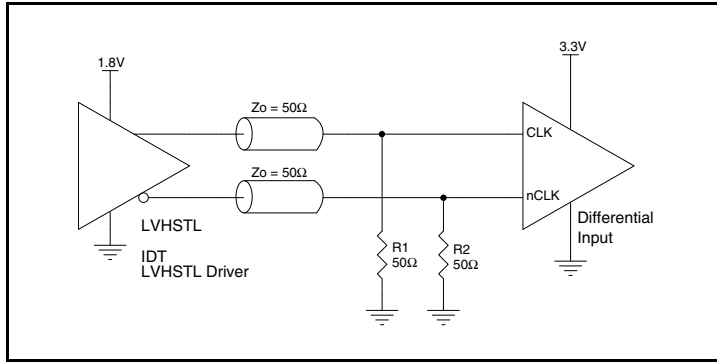 1.8V
3.3V
Zo = 50Ω
Zo = 50Ω
CLK
nCLK
LVHSTL
IDT
LVHSTL Driver
R1
50Ω
R2
50Ω
Differential
Input